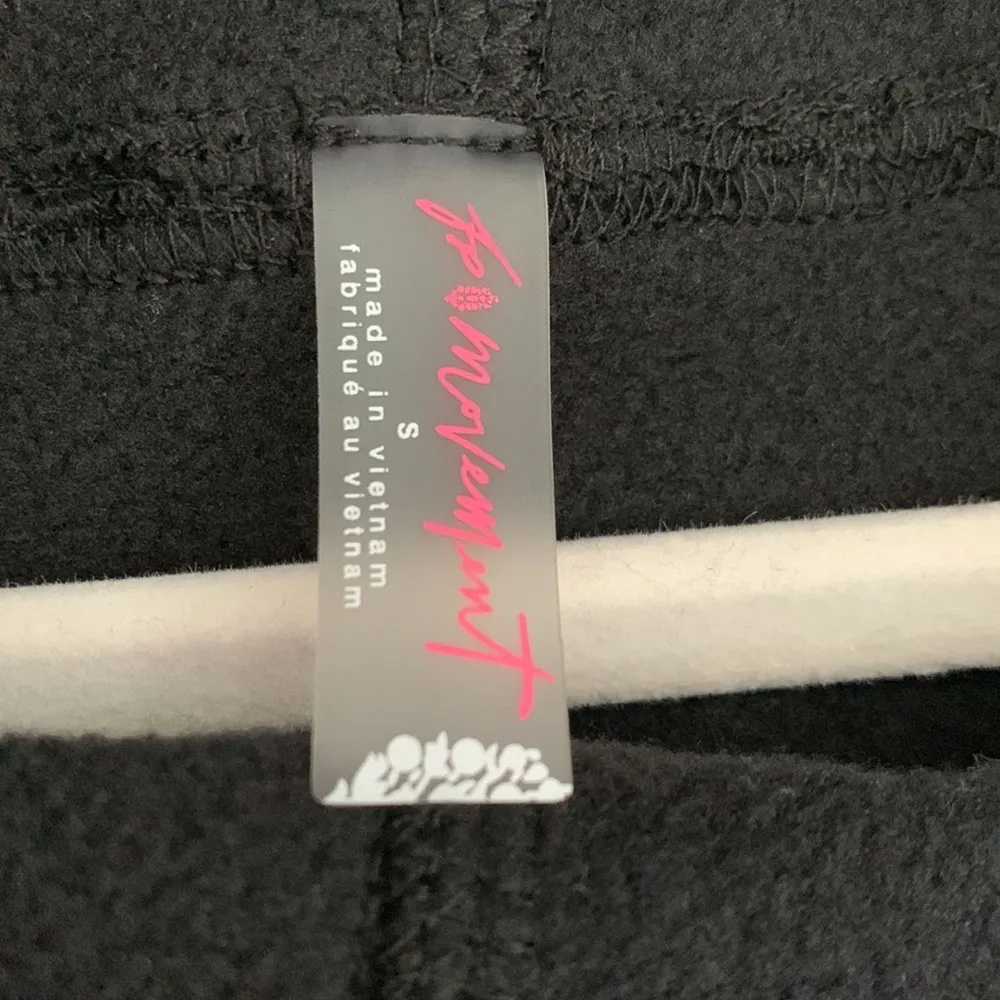 fp movement
S
made in vietnam
fabriqué au vietnam